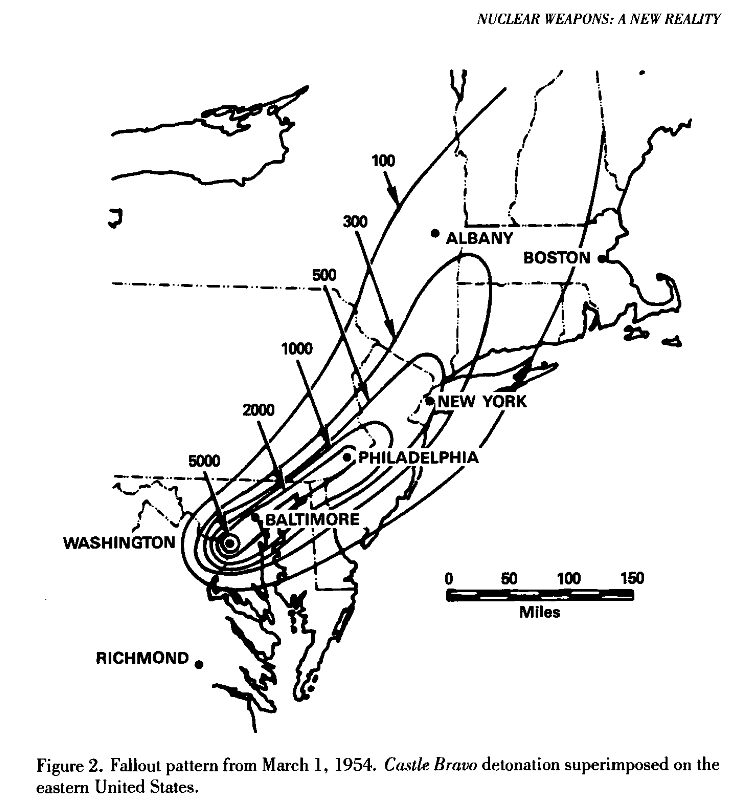 NUCLEAR WEAPONS: A NEW REALITY
100
300
ALBANY
BOSTON
500
1000
NEW YORK
2000
PHILADELPHIA
5000
BALTIMORE
WASHINGTON
0 50 100 150
Miles
RICHMOND
Figure 2. Fallout pattern from March 1, 1954. Castle Bravo detonation superimposed on the
eastern United States.